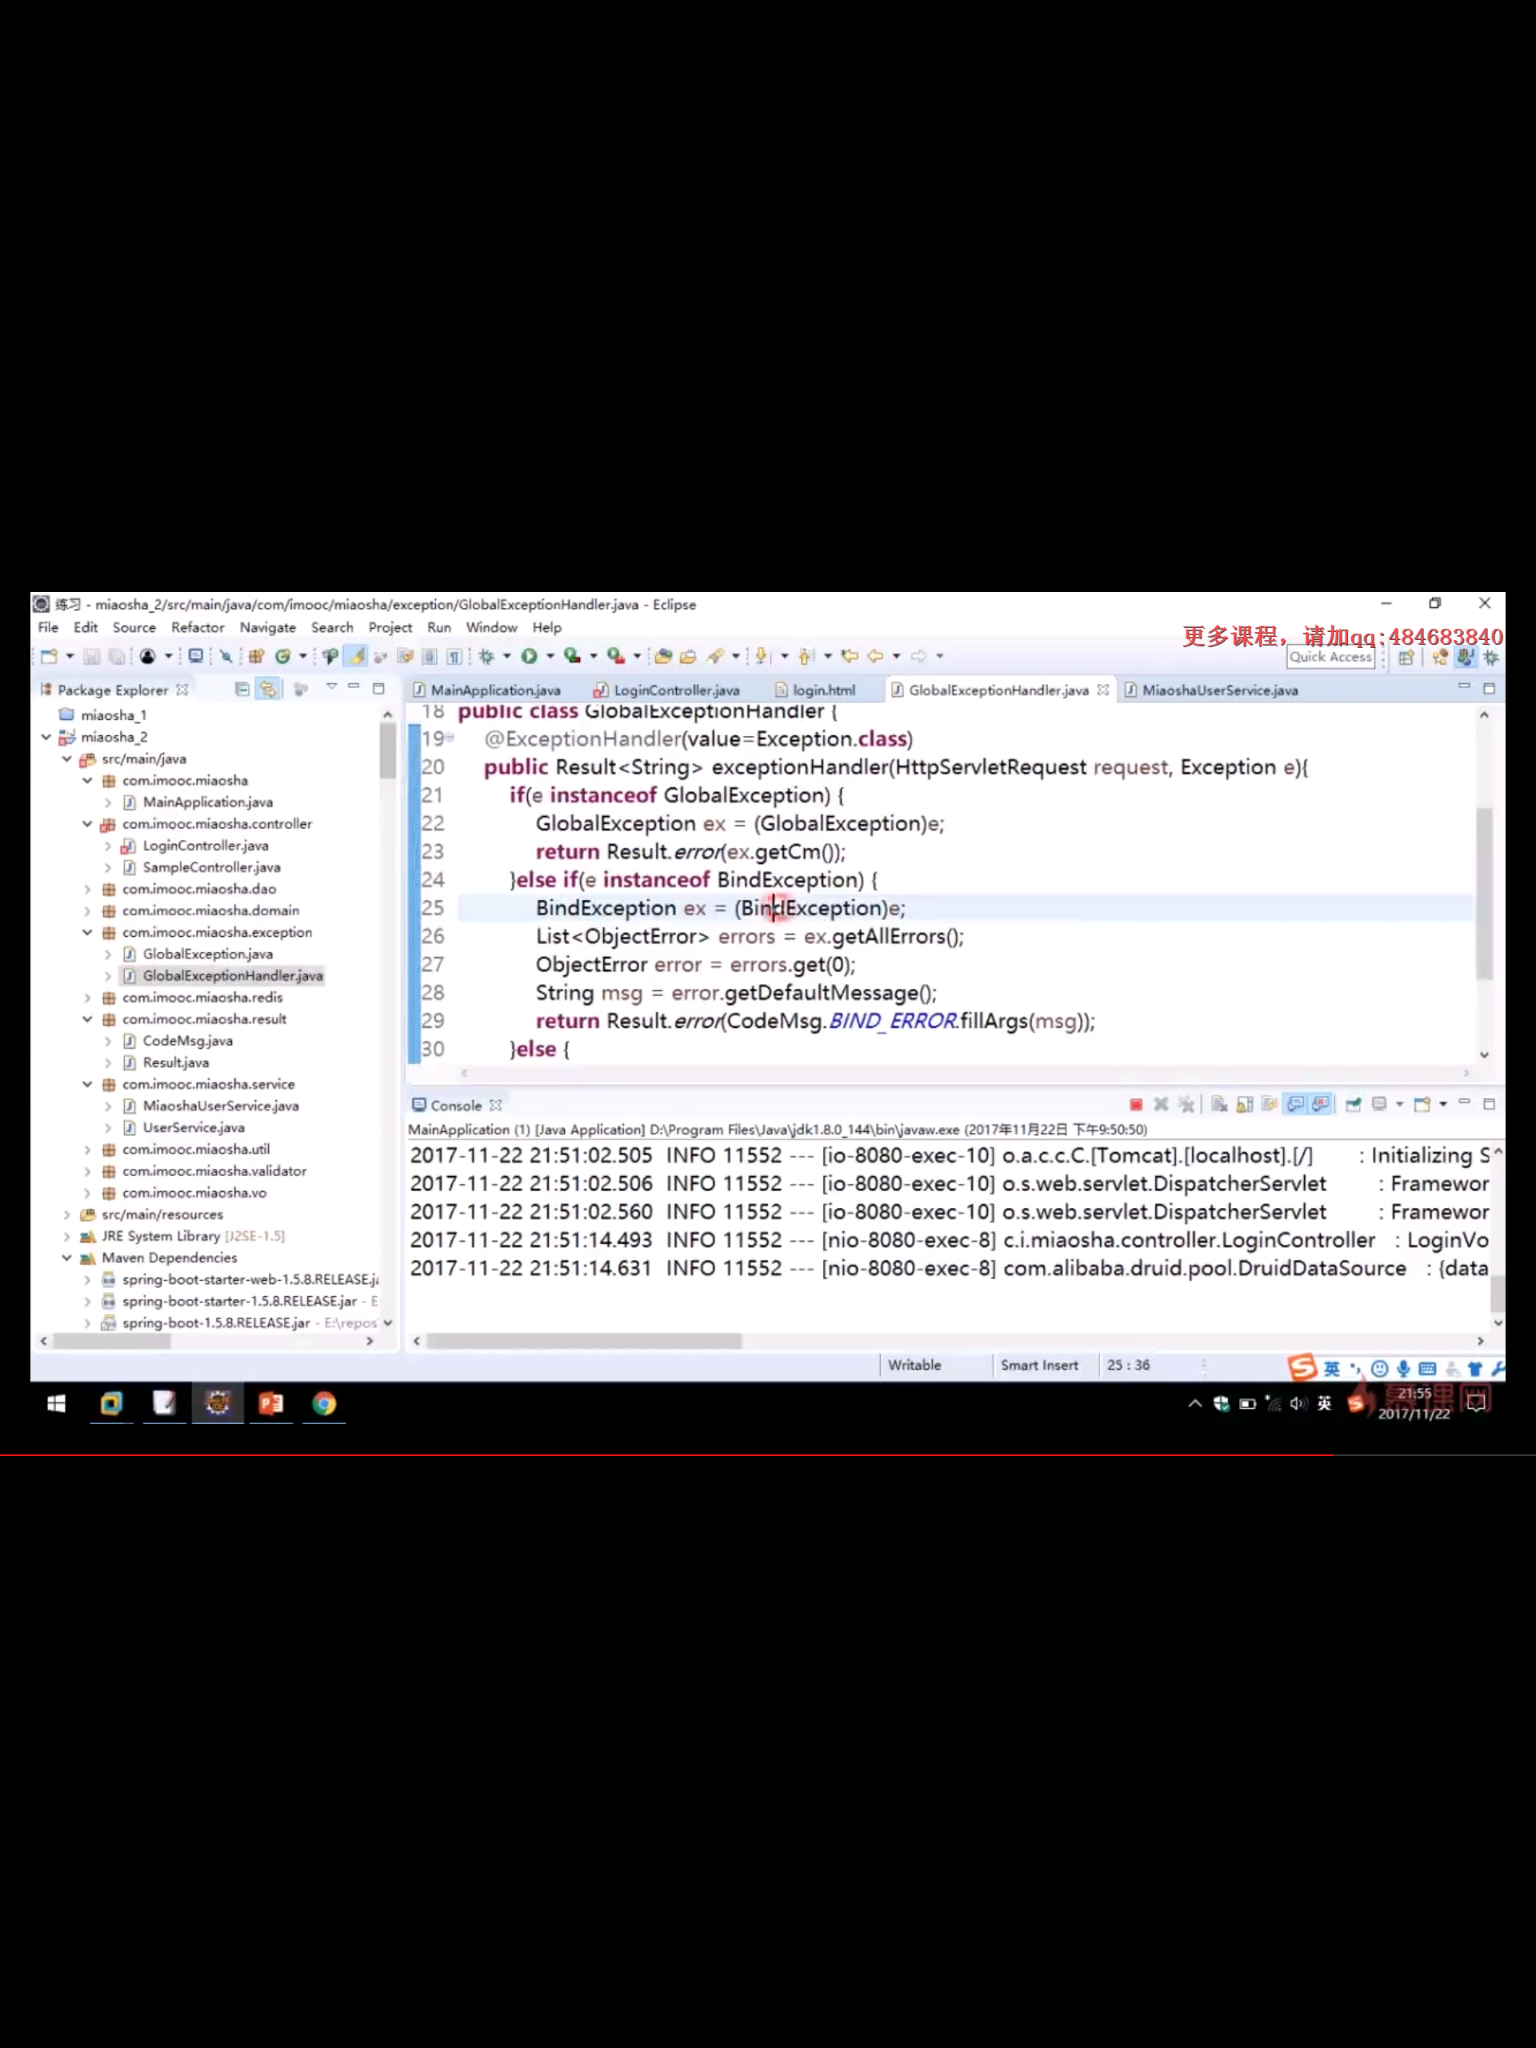 练习 - miaosha_2/src/main/java/com/imooc/miaosha/exception/GlobalExceptionHandler.java - Eclipse
File Edit Source Refactor Navigate Search Project Run Window Help
更多课程，请加qq:484683840
Quick Access
Package Explorer
miaosha_1
miaosha_2
src/main/java
com.imooc.miaosha
MainApplication.java
com.imooc.miaosha.controller
LoginController.java
SampleController.java
com.imooc.miaosha.dao
com.imooc.miaosha.domain
com.imooc.miaosha.exception
GlobalException.java
GlobalExceptionHandler.java
com.imooc.miaosha.redis
com.imooc.miaosha.result
CodeMsg.java
Result.java
com.imooc.miaosha.service
MiaoshaUserService.java
UserService.java
com.imooc.miaosha.util
com.imooc.miaosha.validator
com.imooc.miaosha.vo
src/main/resources
JRE System Library [J2SE-1.5]
Maven Dependencies
spring-boot-starter-web-1.5.8.RELEASE.ja
spring-boot-starter-1.5.8.RELEASE.jar - E
spring-boot-1.5.8.RELEASE.jar - E:\repos
MainApplication.java LoginController.java login.html GlobalExceptionHandler.java MiaoshaUserService.java
18 public class GlobalExceptionHandler {
19 @ExceptionHandler(value=Exception.class)
20 public Result<String> exceptionHandler(HttpServletRequest request, Exception e){
21 if(e instanceof GlobalException) {
22 GlobalException ex = (GlobalException)e;
23 return Result.error(ex.getCm());
24 }else if(e instanceof BindException) {
25 BindException ex = (BindException)e;
26 List<ObjectError> errors = ex.getAllErrors();
27 ObjectError error = errors.get(0);
28 String msg = error.getDefaultMessage();
29 return Result.error(CodeMsg.BIND_ERROR.fillArgs(msg));
30 }else {
Console
MainApplication (1) [Java Application] D:\Program Files\Java\jdk1.8.0_144\bin\javaw.exe (2017年11月22日 下午9:50:50)
2017-11-22 21:51:02.505 INFO 11552 --- [io-8080-exec-10] o.a.c.c.C.[Tomcat].[localhost].[/] : Initializing S
2017-11-22 21:51:02.506 INFO 11552 --- [io-8080-exec-10] o.s.web.servlet.DispatcherServlet : Framewor
2017-11-22 21:51:02.560 INFO 11552 --- [io-8080-exec-10] o.s.web.servlet.DispatcherServlet : Framewor
2017-11-22 21:51:14.493 INFO 11552 --- [nio-8080-exec-8] c.i.miaosha.controller.LoginController : LoginVo
2017-11-22 21:51:14.631 INFO 11552 --- [nio-8080-exec-8] com.alibaba.druid.pool.DruidDataSource : {data
Writable Smart Insert 25 : 36
英
英
慕课网
21:55
2017/11/22